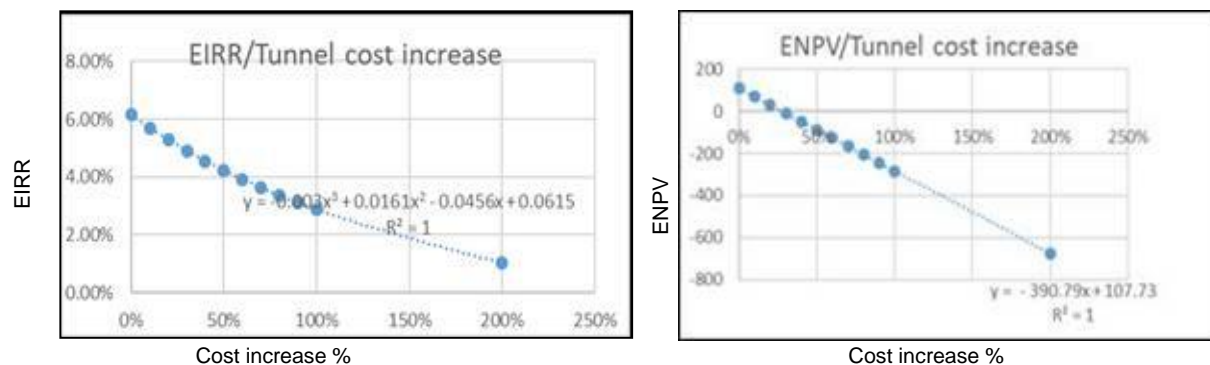 EIRR/Tunnel cost increase
8.00%
6.00%
4.00%
2.00%
0.00%
EIRR
y = -0.003x³ + 0.0161x² - 0.0456x + 0.0615
R² = 1
0% 50% 100% 150% 200% 250%
Cost increase %
ENPV/Tunnel cost increase
200
0
-200
-400
-600
-800
ENPV
0% 50% 100% 150% 200% 250%
y = -390.79x + 107.73
R² = 1
Cost increase %